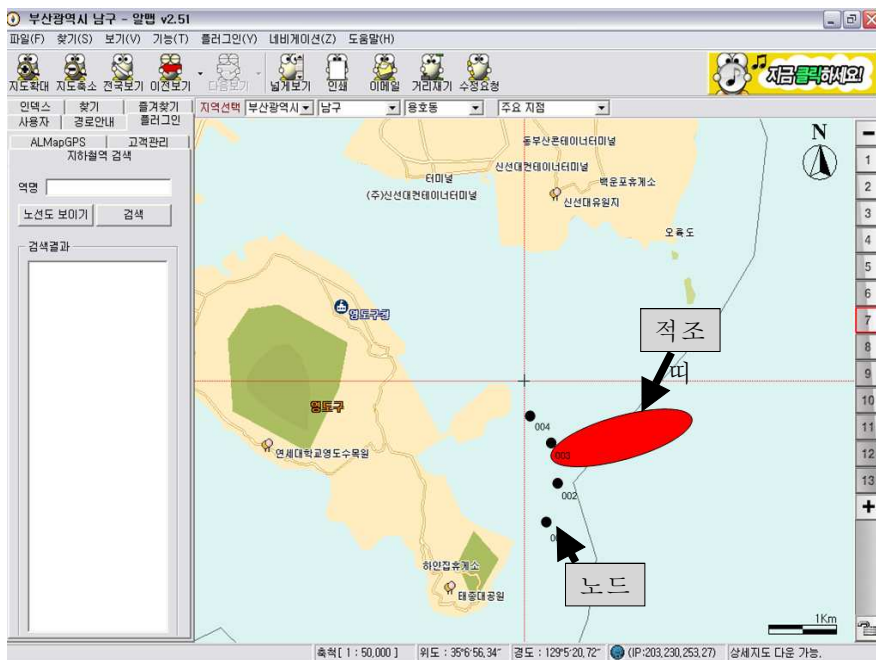 부산광역시 남구 - 알맵 v2.51
파일(F) 찾기(S) 보기(V) 기능(T) 플러그인(Y) 네비게이션(Z) 도움말(H)
지도확대 지도축소 전국보기 이전보기 다음보기 넓게보기 인쇄 이메일 거리재기 수정요청
지금클릭하세요!
인덱스 찾기 즐겨찾기
사용자 경로안내 플러그인
지역선택 부산광역시 남구 용호동 주요 지점
ALMapGPS 고객관리
지하철역 검색
역명
노선도 보이기 검색
검색결과
동부산콘테이너터미널
신선대컨테이너터미널
터미널
(주)신선대컨테이너터미널
백운포휴게소
신선대유원지
오륙도
N
영도구청
영도구
연세대학교영도수목원
하얀집휴게소
태종대공원
적조
띠
004
003
002
노드
1Km
1
2
3
4
5
6
7
8
9
10
11
12
13
축척[ 1 : 50,000 ] 위도 : 35°6'56,34" 경도 : 129°5'20,72" (IP:203,230,253,27) 상세지도 다운 가능.